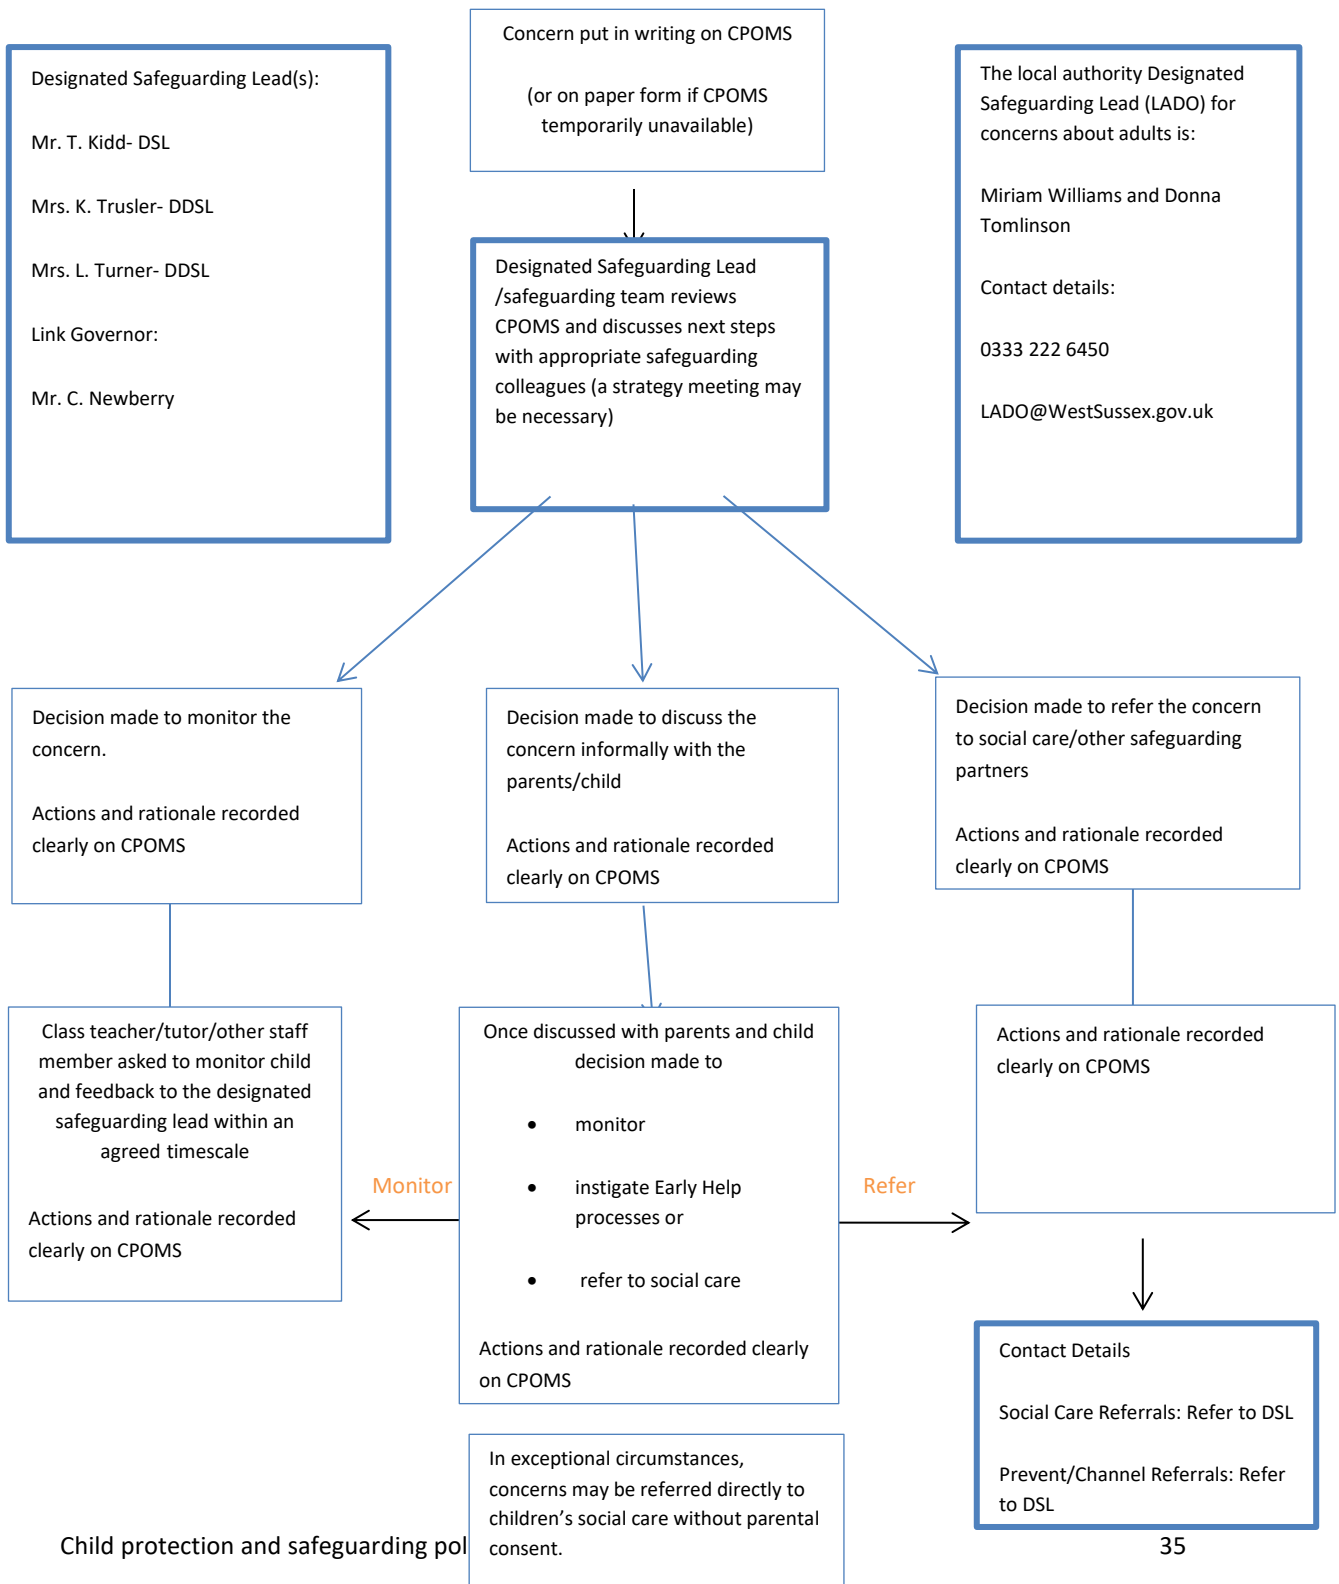 Concern put in writing on CPOMS
(or on paper form if CPOMS
temporarily unavailable)
Designated Safeguarding Lead(s):
Mr. T. Kidd- DSL
Mrs. K. Trusler- DDSL
Mrs. L. Turner- DDSL
Link Governor:
Mr. C. Newberry
The local authority Designated
Safeguarding Lead (LADO) for
concerns about adults is:
Miriam Williams and Donna
Tomlinson
Contact details:
0333 222 6450
LADO@WestSussex.gov.uk
Designated Safeguarding Lead
/safeguarding team reviews
CPOMS and discusses next steps
with appropriate safeguarding
colleagues (a strategy meeting may
be necessary)
Decision made to monitor the
concern.
Actions and rationale recorded
clearly on CPOMS
Decision made to discuss the
concern informally with the
parents/child
Actions and rationale recorded
clearly on CPOMS
Decision made to refer the concern
to social care/other safeguarding
partners
Actions and rationale recorded
clearly on CPOMS
Class teacher/tutor/other staff
member asked to monitor child
and feedback to the designated
safeguarding lead within an
agreed timescale
Actions and rationale recorded
clearly on CPOMS
Monitor
Once discussed with parents and child
decision made to
• monitor
• instigate Early Help
processes or
• refer to social care
Actions and rationale recorded clearly
on CPOMS
Refer
Actions and rationale recorded
clearly on CPOMS
Contact Details
Social Care Referrals: Refer to DSL
Prevent/Channel Referrals: Refer
to DSL
In exceptional circumstances,
concerns may be referred directly to
children’s social care without parental
consent.
Child protection and safeguarding pol
35